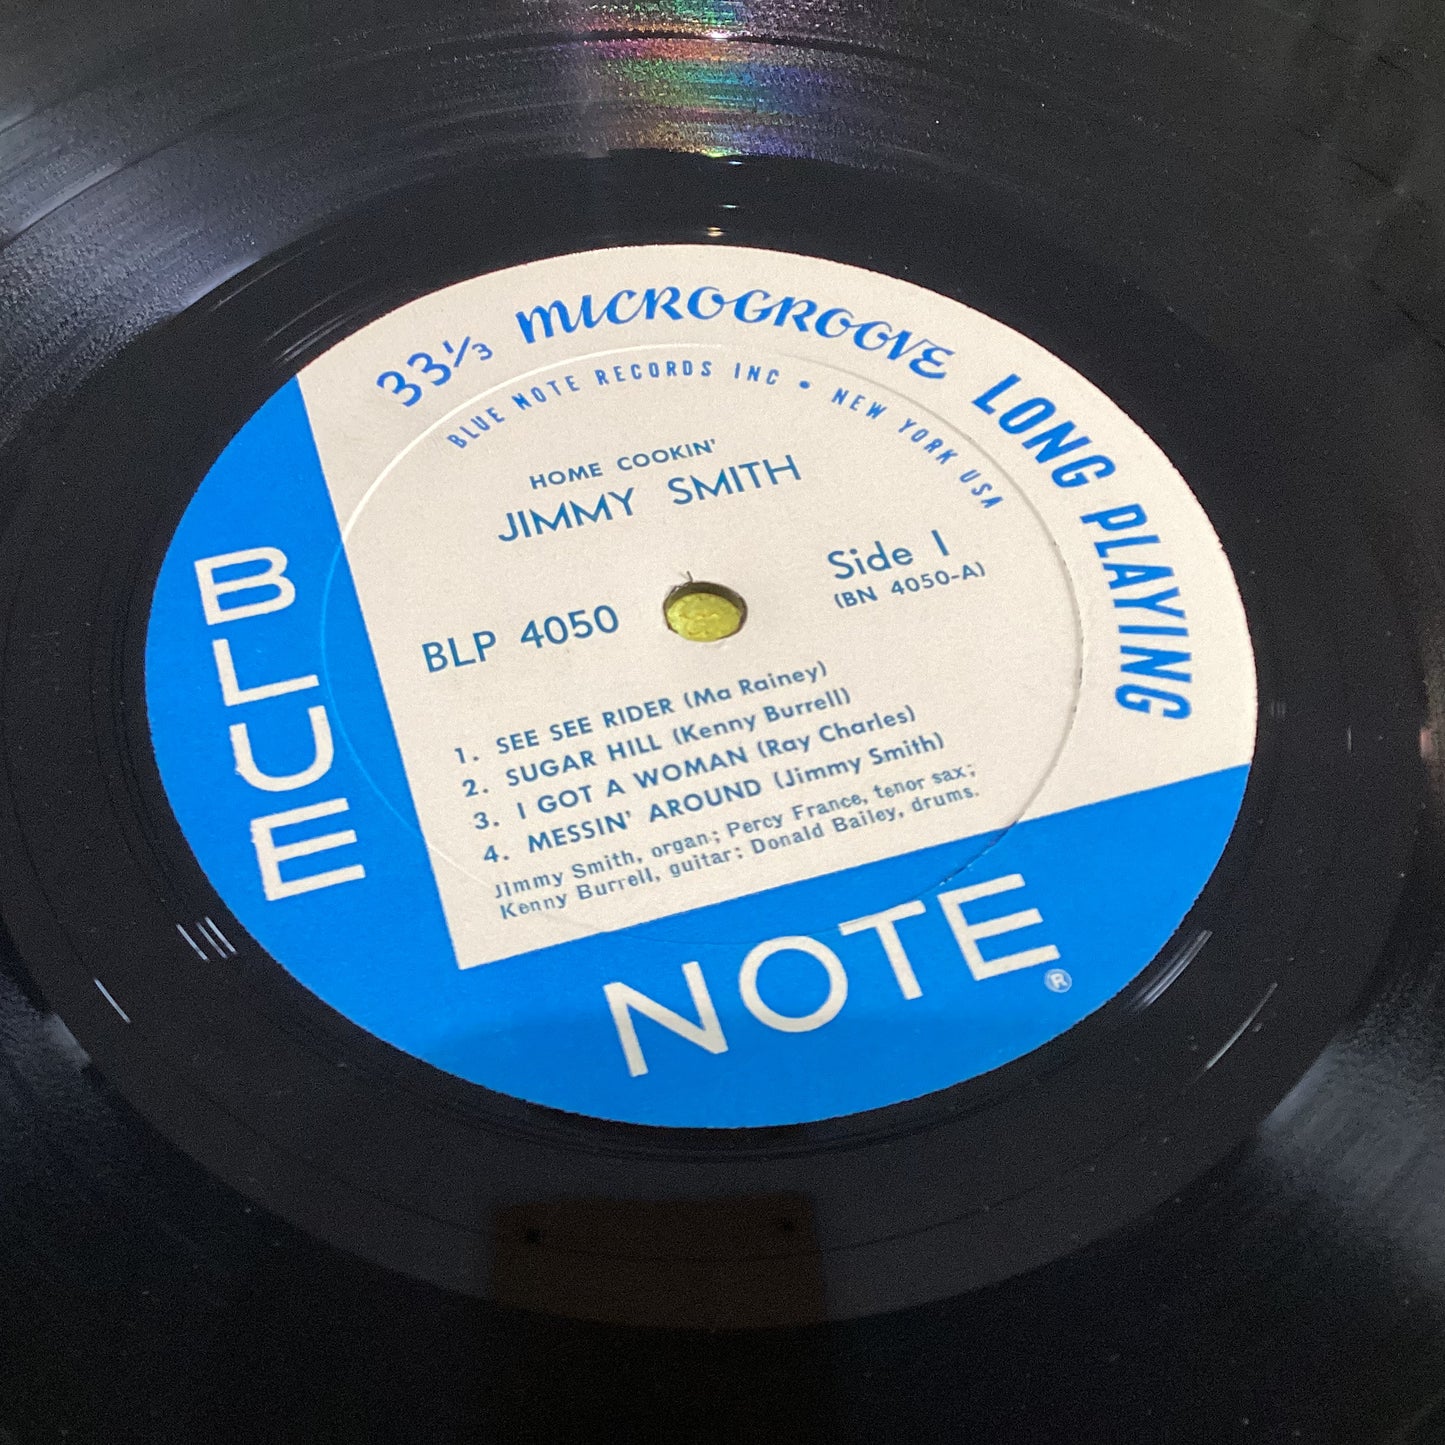 33⅓ MICROGROOVE LONG PLAYING
BLUE NOTE RECORDS INC • NEW YORK USA
HOME COOKIN'
JIMMY SMITH
Side 1
(BN 4050-A)
BLP 4050
1. SEE SEE RIDER (Ma Rainey)
2. SUGAR HILL (Kenny Burrell)
3. I GOT A WOMAN (Ray Charles)
4. MESSIN' AROUND (Jimmy Smith)
Jimmy Smith, organ; Percy France, tenor sax;
Kenny Burrell, guitar; Donald Bailey, drums.
BLUE
NOTE®